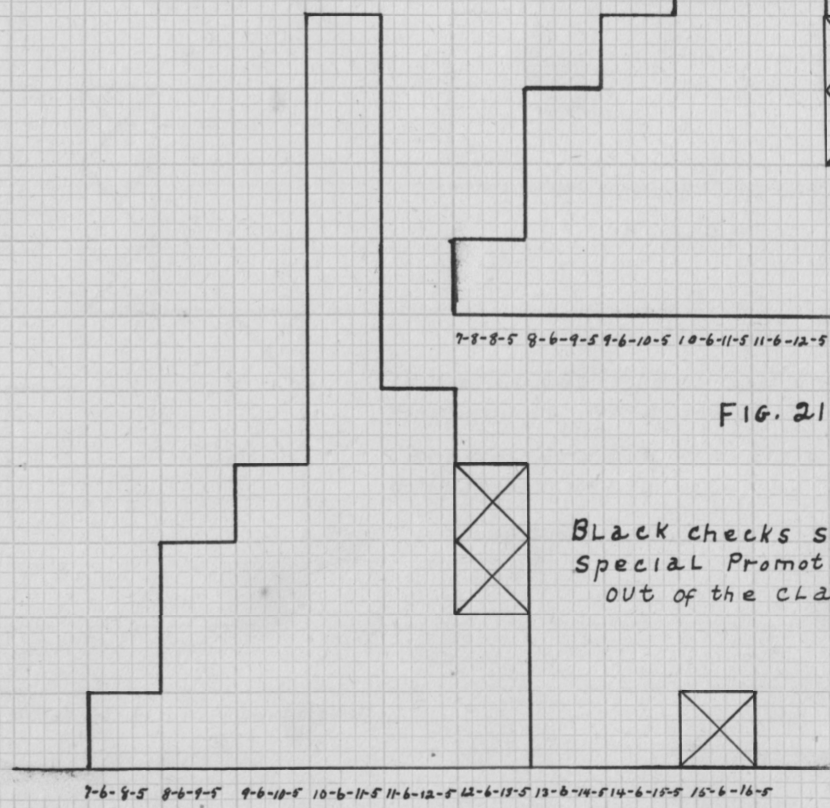 7-8-8-5 8-6-9-5 9-6-10-5 10-6-11-5 11-6-12-5
FIG. 21
BLack checks s
Special Promot
out of the CLa
7-6-8-5 8-6-9-5 9-6-10-5 10-6-11-5 11-6-12-5 12-6-13-5 13-6-14-5 14-6-15-5 15-6-16-5